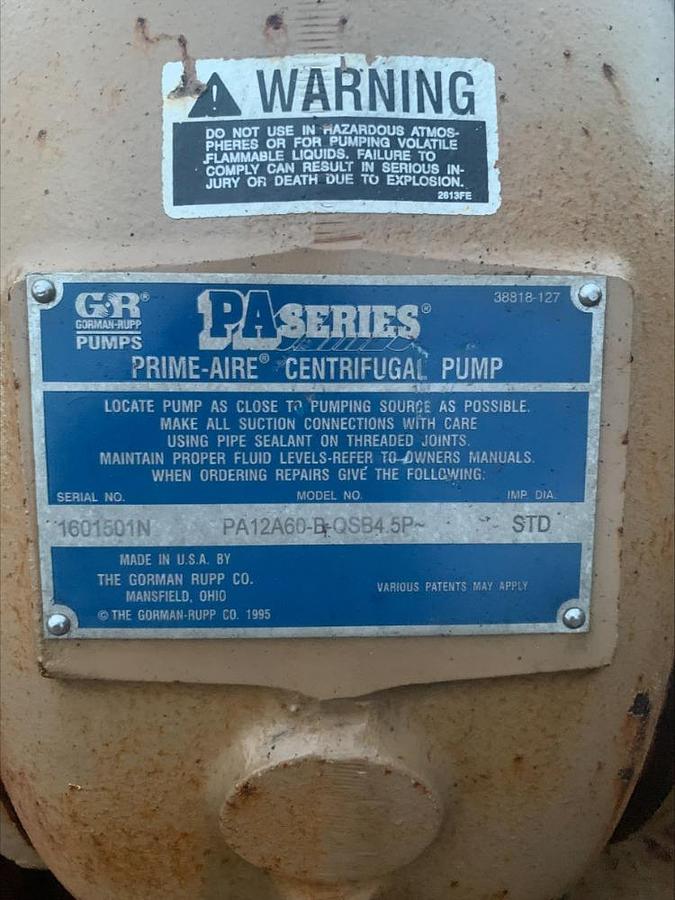 WARNING
DO NOT USE IN HAZARDOUS ATMOS-
PHERES OR FOR PUMPING VOLATILE
FLAMMABLE LIQUIDS. FAILURE TO
COMPLY CAN RESULT IN SERIOUS IN-
JURY OR DEATH DUE TO EXPLOSION.
2613FE
G·R® PA SERIES® 38818-127
GORMAN-RUPP
PUMPS
PRIME-AIRE® CENTRIFUGAL PUMP
LOCATE PUMP AS CLOSE TO PUMPING SOURCE AS POSSIBLE.
MAKE ALL SUCTION CONNECTIONS WITH CARE
USING PIPE SEALANT ON THREADED JOINTS.
MAINTAIN PROPER FLUID LEVELS-REFER TO OWNERS MANUALS.
WHEN ORDERING REPAIRS GIVE THE FOLLOWING:
SERIAL NO. MODEL NO. IMP. DIA.
1601501N PA12A60-B-QSB4.5P~ STD
MADE IN U.S.A. BY
THE GORMAN RUPP CO.
MANSFIELD, OHIO
VARIOUS PATENTS MAY APPLY
© THE GORMAN-RUPP CO. 1995